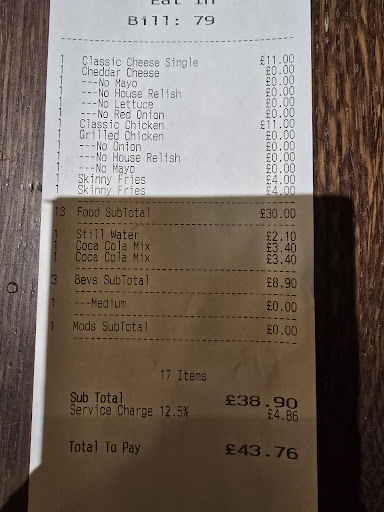 Eat In
Bill: 79
1 Classic Cheese Single £11.00
1 Cheddar Cheese £0.00
1 ---No Mayo £0.00
1 ---No House Relish £0.00
1 ---No Lettuce £0.00
1 ---No Red Onion £0.00
1 Classic Chicken £11.00
1 Grilled Chicken £0.00
1 ---No Onion £0.00
1 ---No House Relish £0.00
1 ---No Mayo £0.00
1 Skinny Fries £4.00
1 Skinny Fries £4.00
13 Food SubTotal £30.00
1 Still Water £2.10
1 Coca Cola Mix £3.40
1 Coca Cola Mix £3.40
3 Bevs SubTotal £8.90
1 ---Medium £0.00
1 Mods SubTotal £0.00
17 Items
Sub Total £38.90
Service Charge 12.5% £4.86
Total To Pay £43.76